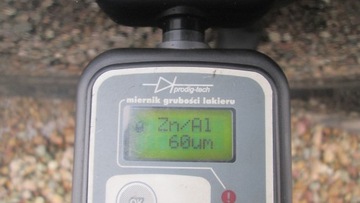 prodig-tech
miernik grubości lakieru
Zn/Al
60um
OK
!